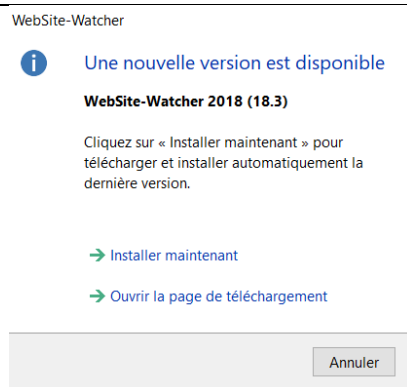 WebSite-Watcher
Une nouvelle version est disponible
WebSite-Watcher 2018 (18.3)
Cliquez sur « Installer maintenant » pour
télécharger et installer automatiquement la
dernière version.
Installer maintenant
Ouvrir la page de téléchargement
Annuler